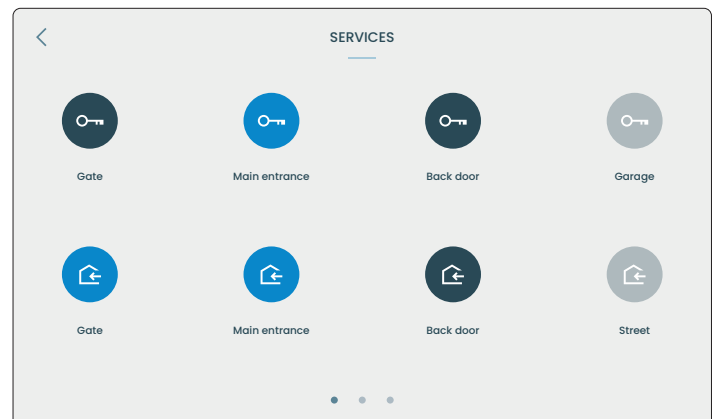 SERVICES
Gate
Main entrance
Back door
Garage
Gate
Main entrance
Back door
Street